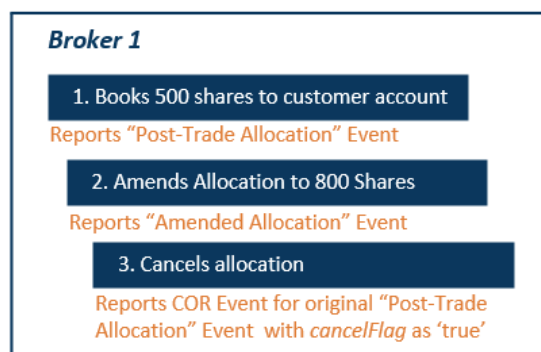 Broker 1
1. Books 500 shares to customer account
Reports “Post-Trade Allocation” Event
2. Amends Allocation to 800 Shares
Reports “Amended Allocation” Event
3. Cancels allocation
Reports COR Event for original “Post-Trade
Allocation” Event  with cancelFlag as ‘true’